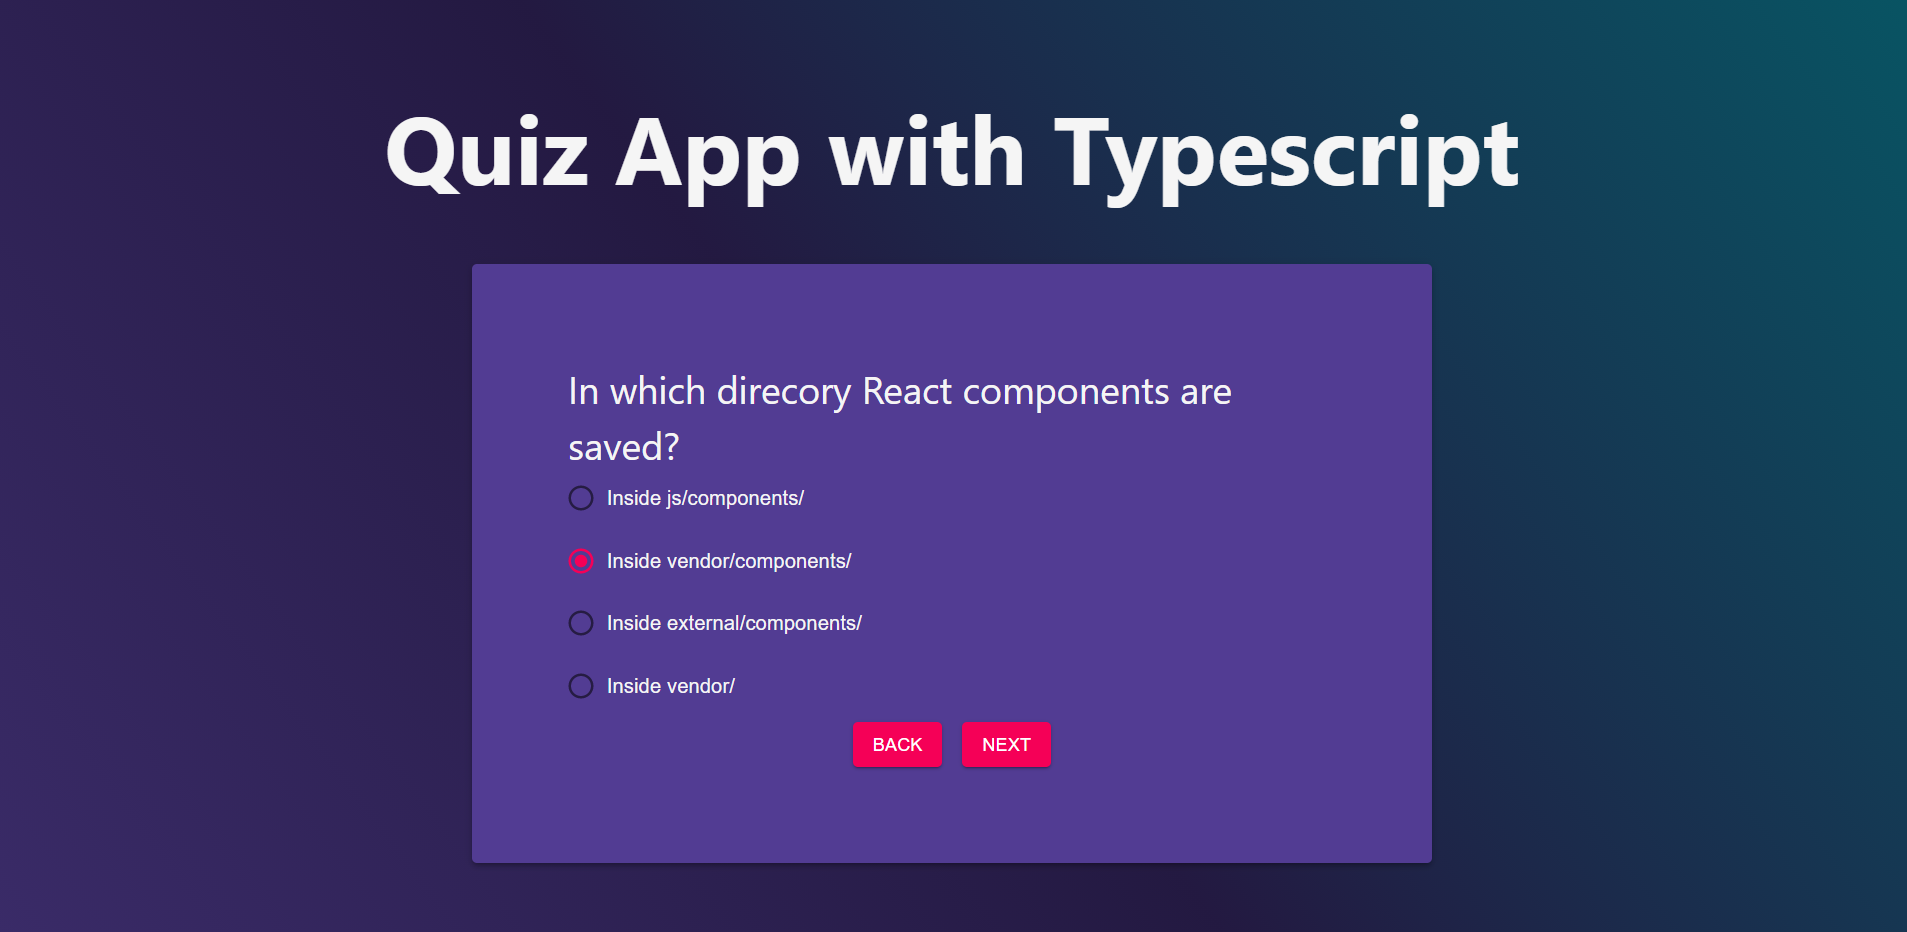 Quiz App with Typescript
In which direcory React components are
saved?
Inside js/components/
Inside vendor/components/
Inside external/components/
Inside vendor/
BACK NEXT